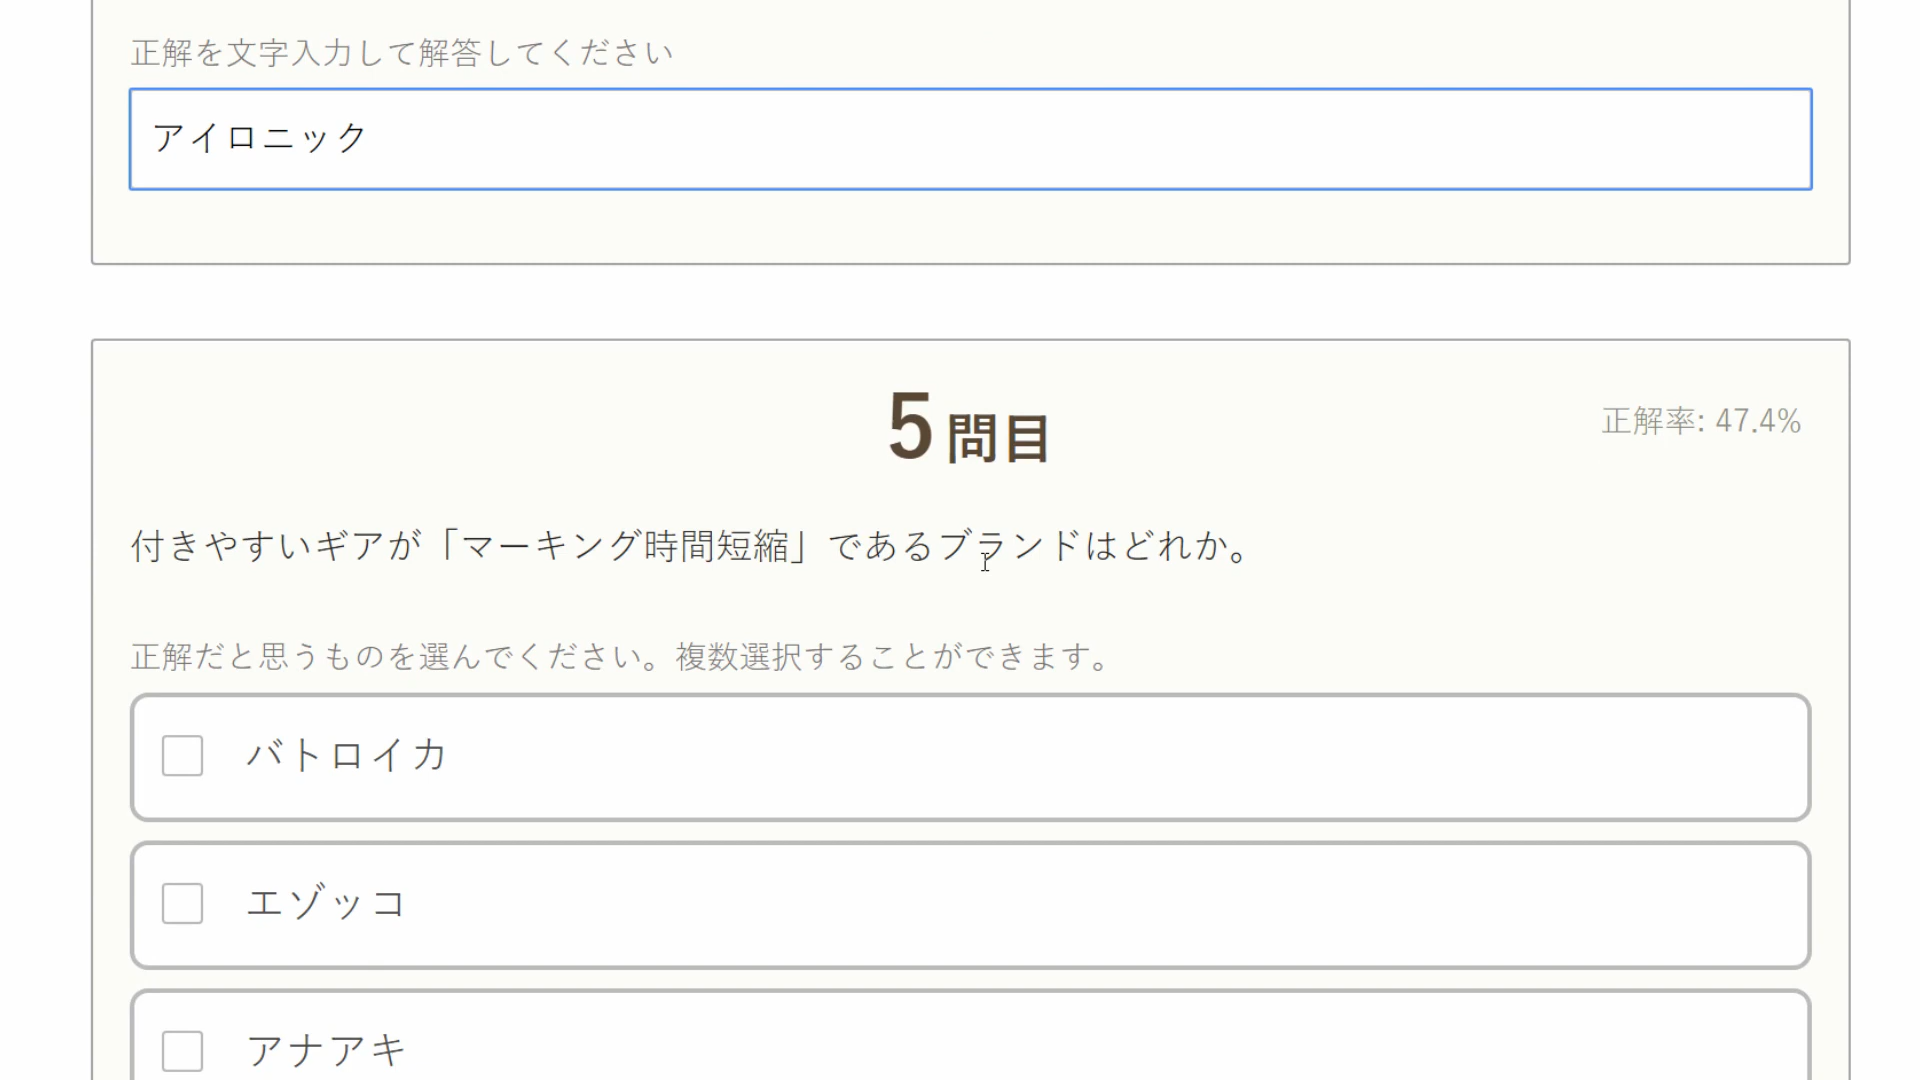 正解を文字入力して解答してください
アイロニック
5問目
正解率: 47.4%
付きやすいギアが「マーキング時間短縮」であるブランドはどれか。
正解だと思うものを選んでください。複数選択することができます。
バトロイカ
エゾッコ
アナアキ